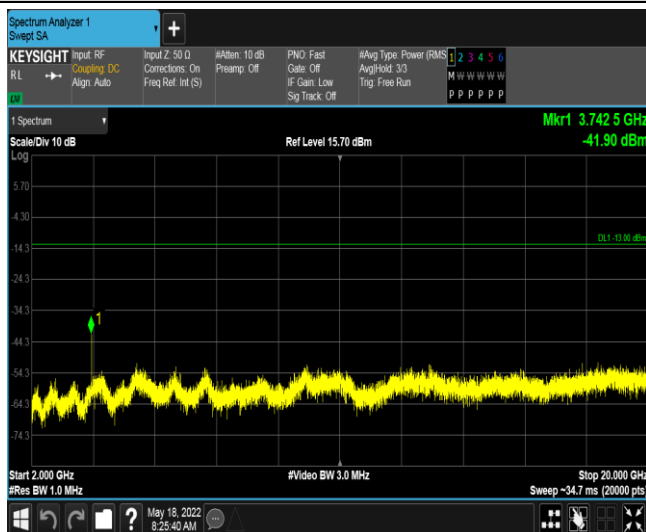 Spectrum Analyzer 1
Swept SA
KEYSIGHT
RL
Input: RF
Coupling: DC
Align: Auto
Input Z: 50 Ω
Corrections: On
Freq Ref: Int (S)
#Atten: 10 dB
Preamp: Off
PNO: Fast
Gate: Off
IF Gain: Low
Sig Track: Off
#Avg Type: Power (RMS
Avg|Hold: 3/3
Trig: Free Run
1 2 3 4 5 6
M W W W W W
P P P P P P
1 Spectrum
Scale/Div 10 dB
Ref Level 15.70 dBm
Mkr1 3.742 5 GHz
-41.90 dBm
Log
5.70
-4.30
DL1 -13.00 dBm
-14.3
-24.3
-34.3
1
-44.3
-54.3
-64.3
-74.3
Start 2.000 GHz
#Video BW 3.0 MHz
Stop 20.000 GHz
#Res BW 1.0 MHz
Sweep ~34.7 ms (20000 pts)
?
May 18, 2022
8:25:40 AM